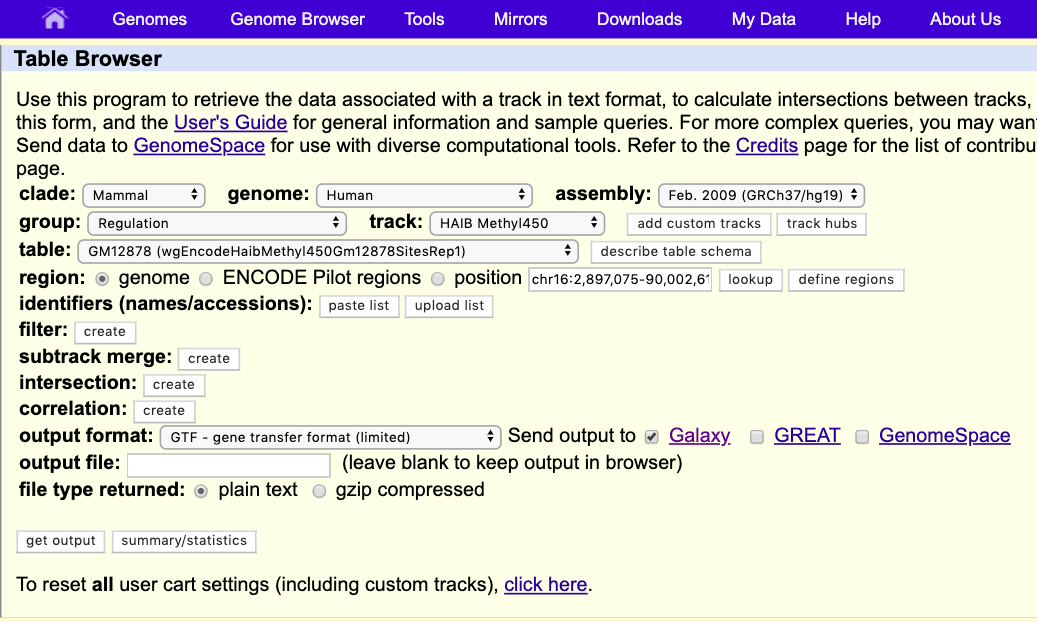 Genomes Genome Browser Tools Mirrors Downloads My Data Help About Us
Table Browser
Use this program to retrieve the data associated with a track in text format, to calculate intersections between tracks,
this form, and the User's Guide for general information and sample queries. For more complex queries, you may wan
Send data to GenomeSpace for use with diverse computational tools. Refer to the Credits page for the list of contribu
page.
clade: Mammal genome: Human assembly: Feb. 2009 (GRCh37/hg19)
group: Regulation track: HAIB Methyl450 add custom tracks track hubs
table: GM12878 (wgEncodeHaibMethyl450Gm12878SitesRep1) describe table schema
region: genome ENCODE Pilot regions position chr16:2,897,075-90,002,61 lookup define regions
identifiers (names/accessions): paste list upload list
filter: create
subtrack merge: create
intersection: create
correlation: create
output format: GTF - gene transfer format (limited) Send output to Galaxy GREAT GenomeSpace
output file: (leave blank to keep output in browser)
file type returned: plain text gzip compressed
get output summary/statistics
To reset all user cart settings (including custom tracks), click here.